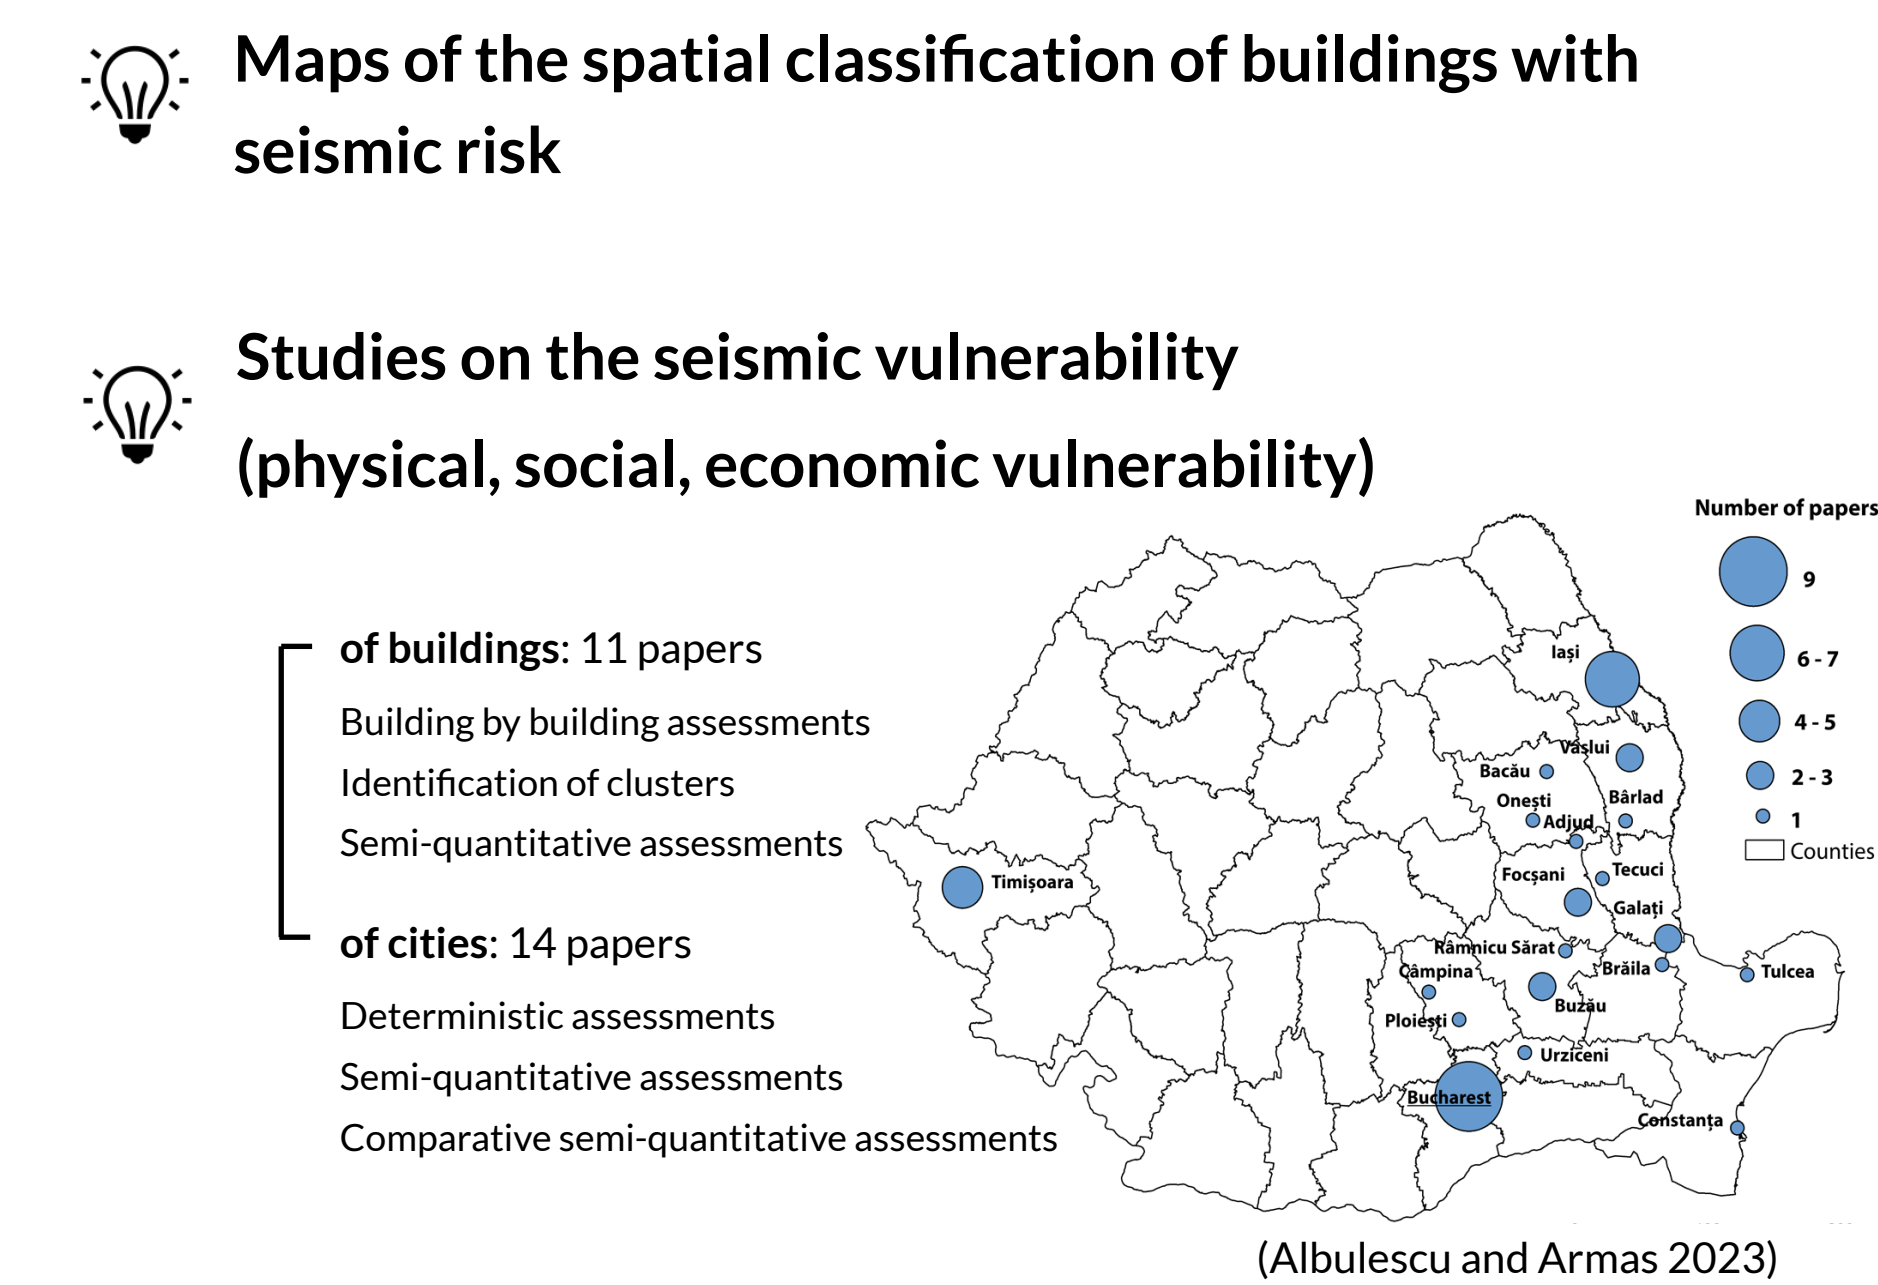 Maps of the spatial classification of buildings with
seismic risk
Studies on the seismic vulnerability
(physical, social, economic vulnerability)
of buildings: 11 papers
Building by building assessments
Identification of clusters
Semi-quantitative assessments
of cities: 14 papers
Deterministic assessments
Semi-quantitative assessments
Comparative semi-quantitative assessments
Number of papers
9
6 - 7
4 - 5
2 - 3
1
Counties
Iași
Vaslui
Bacău
Onești
Bârlad
Adjud
Tecuci
Focșani
Timișoara
Galați
Râmnicu Sărat
Brăila
Câmpina
Tulcea
Buzău
Ploiești
Urziceni
Bucharest
Constanța
(Albulescu and Armas 2023)